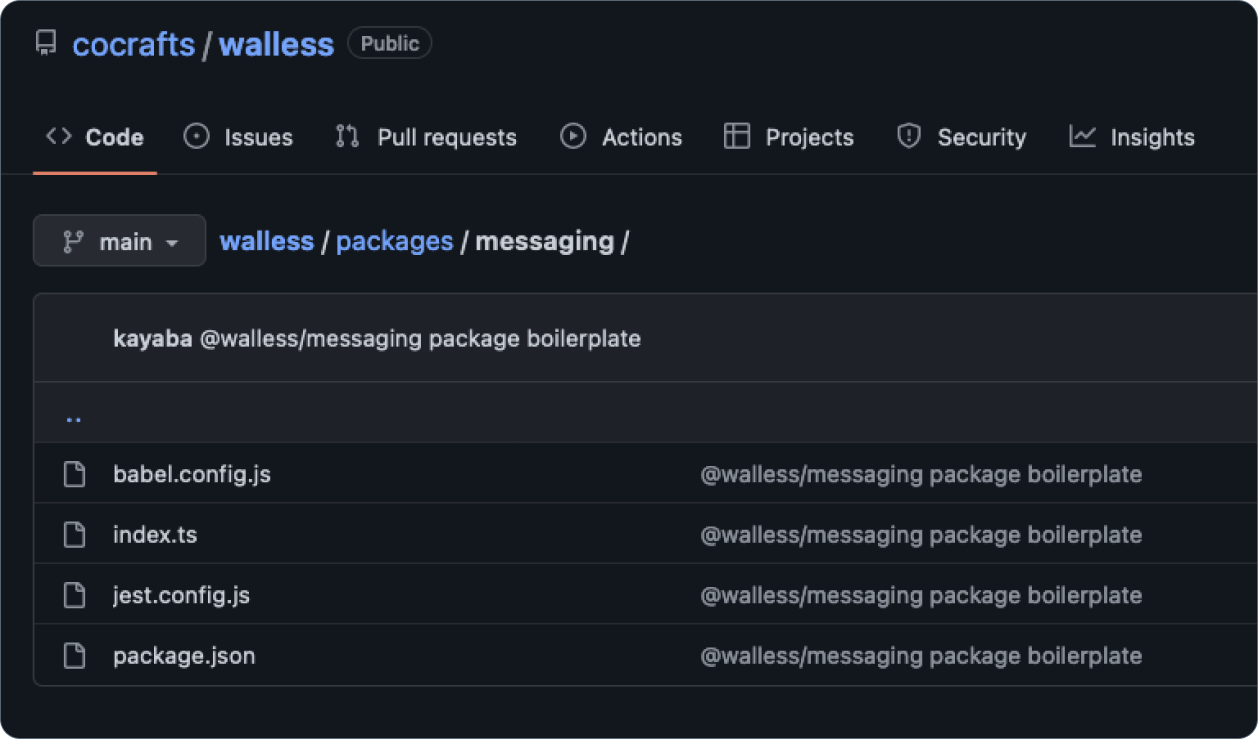 cocrafts / walless Public
Code Issues Pull requests Actions Projects Security Insights
main walless / packages / messaging /
kayaba @walless/messaging package boilerplate
..
babel.config.js @walless/messaging package boilerplate
index.ts @walless/messaging package boilerplate
jest.config.js @walless/messaging package boilerplate
package.json @walless/messaging package boilerplate